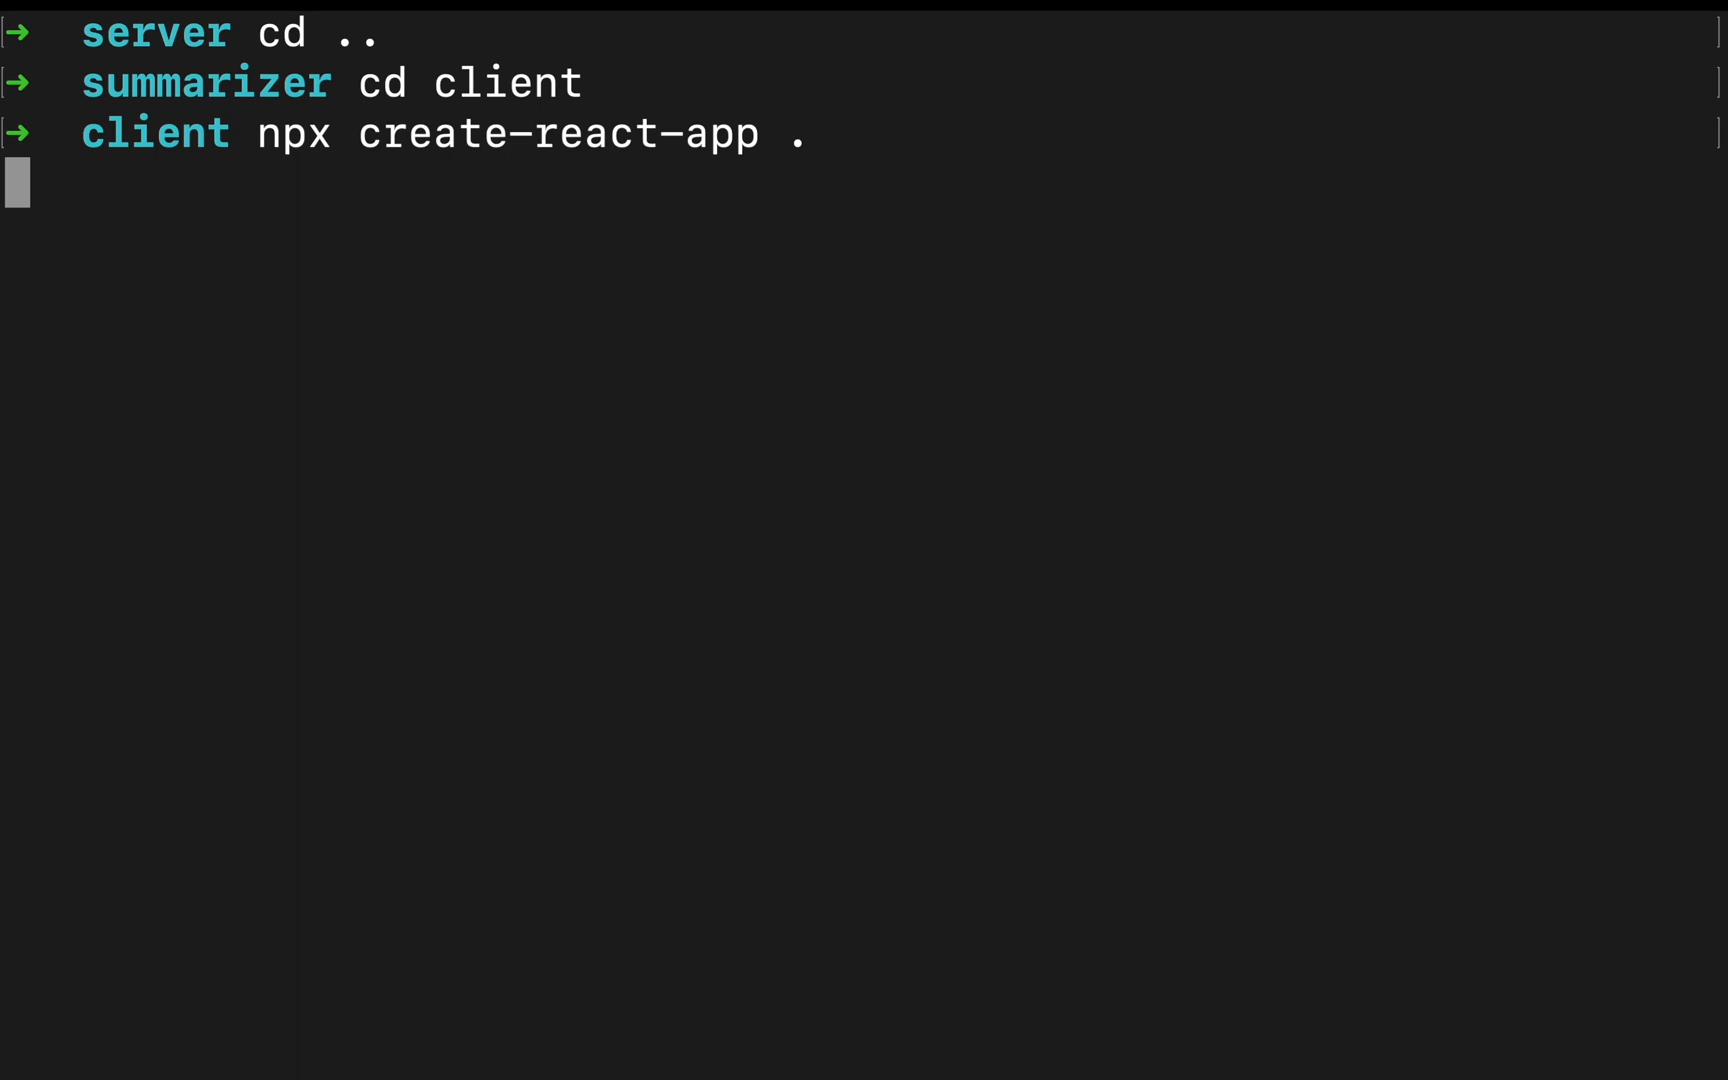 ➜ server cd ..
➜ summarizer cd client
➜ client npx create-react-app .